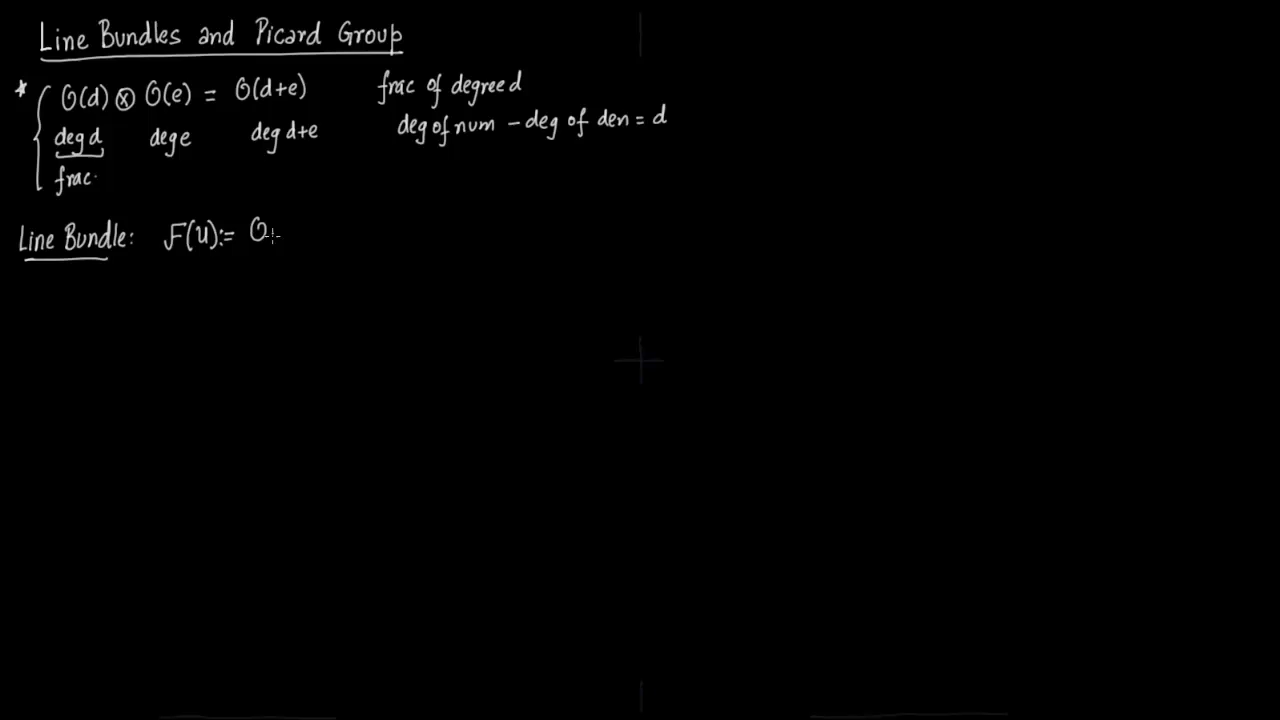 Line Bundles and Picard Group
* { O(d) ⊗ O(e) = O(d+e) frac of degree d
deg d deg e deg d+e deg of num - deg of den = d
frac.
Line Bundle: F(U):= O